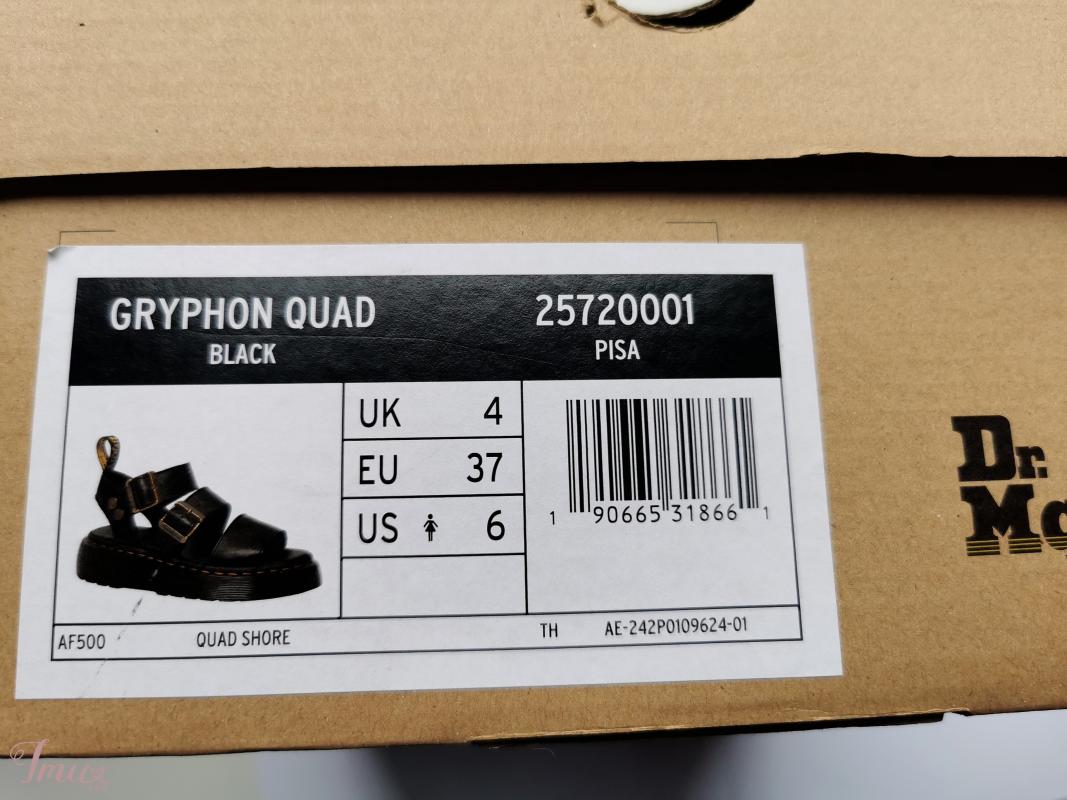 GRYPHON QUAD
BLACK
25720001
PISA
UK 4
EU 37
US 6
1 90665 31866 1
AF500 QUAD SHORE TH AE-242P0109624-01
Dr.